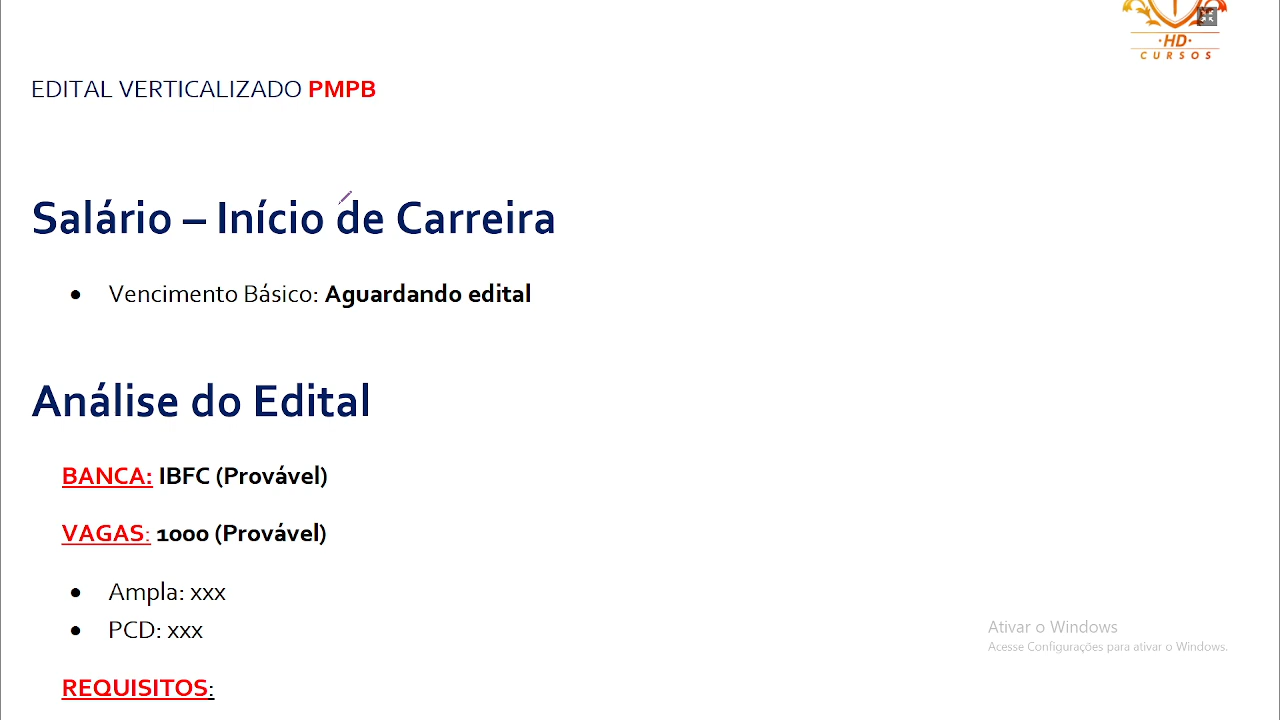 ·HD·
CURSOS
EDITAL VERTICALIZADO PMPB
Salário – Início de Carreira
• Vencimento Básico: Aguardando edital
Análise do Edital
BANCA: IBFC (Provável)
VAGAS: 1000 (Provável)
• Ampla: xxx
• PCD: xxx
Ativar o Windows
Acesse Configurações para ativar o Windows.
REQUISITOS: